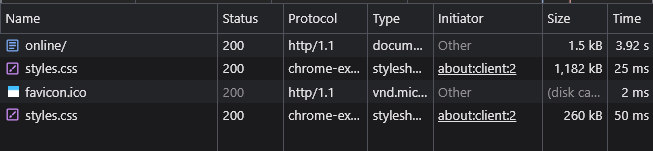 Name Status Protocol Type Initiator Size Time
online/ 200 http/1.1 docum... Other 1.5 kB 3.92 s
styles.css 200 chrome-ex... stylesh... about:client:2 1,182 kB 25 ms
favicon.ico 200 http/1.1 vnd.mic... Other (disk ca... 2 ms
styles.css 200 chrome-ex... stylesh... about:client:2 260 kB 50 ms